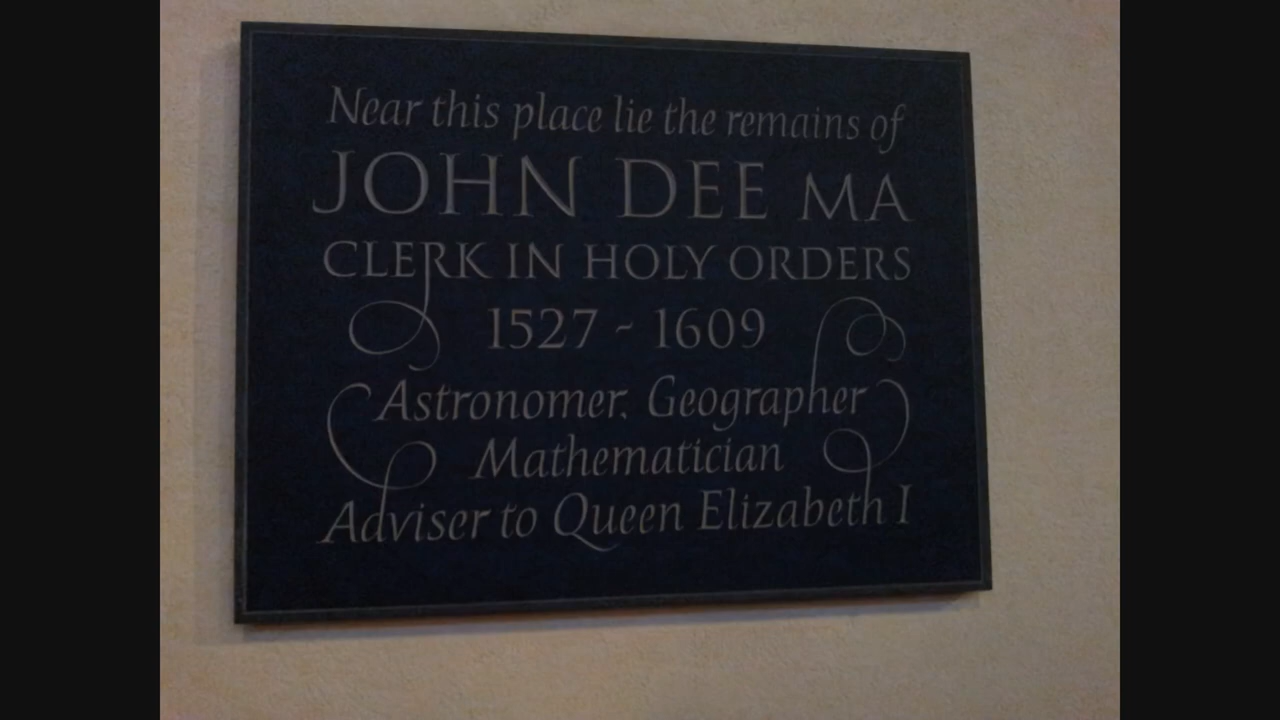 Near this place lie the remains of
JOHN DEE MA
CLERK IN HOLY ORDERS
1527 - 1609
Astronomer, Geographer
Mathematician
Adviser to Queen Elizabeth I